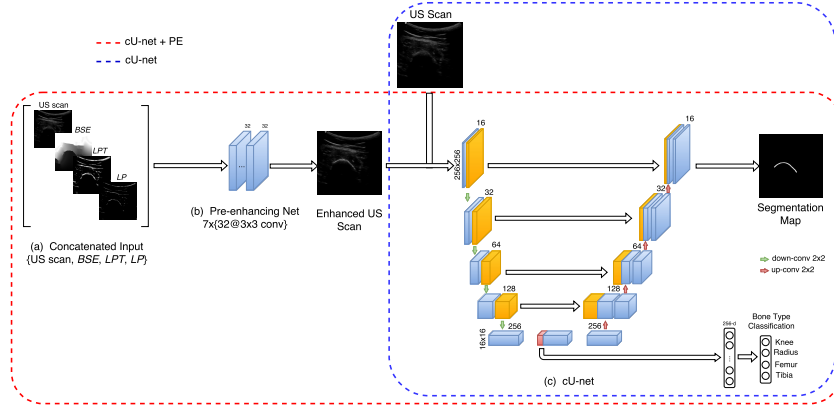 US Scan
cU-net + PE
cU-net
US scan
BSE
LPT
LP
32 32
(a) Concatenated Input
{US scan, BSE, LPT, LP}
(b) Pre-enhancing Net
7x{32@3x3 conv}
Enhanced US
Scan
256x256
16
32
64
128
16x16
256
256
128
64
32
16
Segmentation
Map
down-conv 2x2
up-conv 2x2
(c) cU-net
256-d
Bone Type
Classification
Knee
Radius
Femur
Tibia